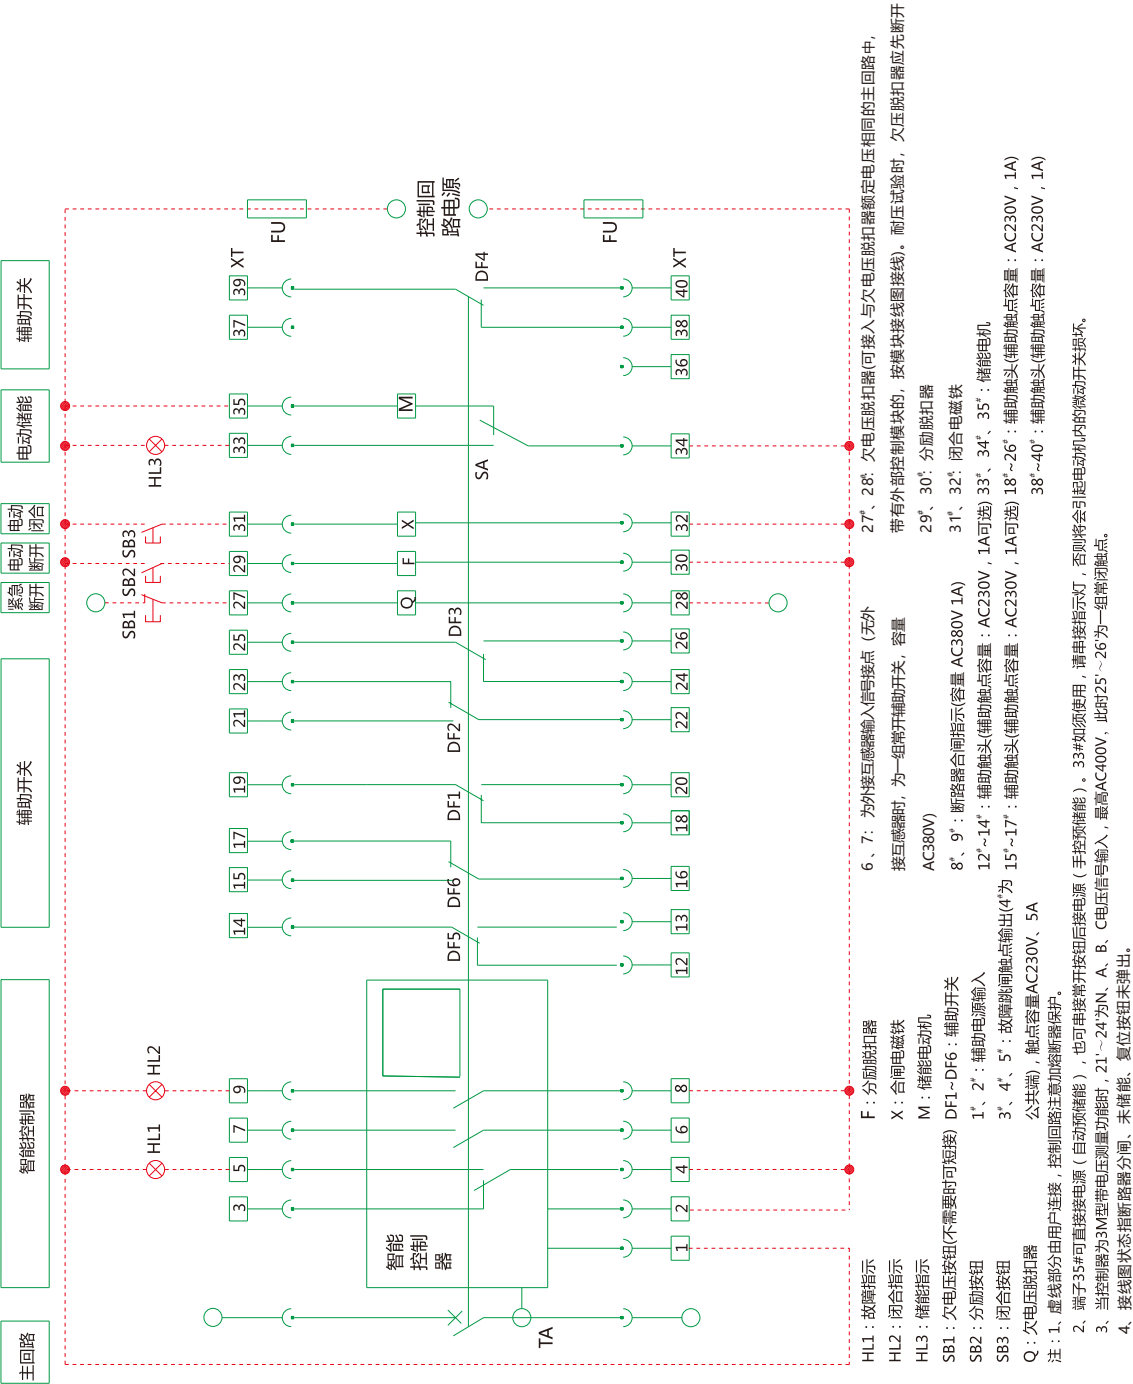 主回路
智能控制器
辅助开关
紧急
断开
电动
断开
电动
闭合
电动储能
辅助开关
HL1
HL2
SB1
SB2
SB3
HL3
3
5
7
9
14
15
17
19
21
23
25
27
29
31
33
35
37
39
XT
FU
智能
控制
器
Q
F
X
M
控制回
路电源
DF5
DF6
DF1
DF2
DF3
SA
DF4
TA
1
2
4
6
8
12
13
16
18
20
22
24
26
28
30
32
34
36
38
40
XT
FU
HL1：故障指示
HL2：闭合指示
HL3：储能指示
SB1：欠电压按钮(不需要时可短接)
SB2：分励按钮
SB3：闭合按钮
Q：欠电压脱扣器
F：分励脱扣器
X：合闸电磁铁
M：储能电动机
DF1~DF6：辅助开关
1#、2#：辅助电源输入
3#、4#、5#：故障跳闸触点输出(4#为
公共端)，触点容量AC230V、5A
6、7：为外接互感器输入信号接点（无外
接互感器时，为一组常开辅助开关，容量
AC380V)
8#、9#：断路器合闸指示(容量 AC380V 1A)
12#~14#：辅助触头(辅助触点容量：AC230V，1A可选)
15#~17#：辅助触头(辅助触点容量：AC230V，1A可选)
27#、28#：欠电压脱扣器(可接入与欠电压脱扣器额定电压相同的主回路中，
带有外部控制模块的，按模块接线图接线)。耐压试验时，欠压脱扣器应先断开
29#、30#：分励脱扣器
31#、32#：闭合电磁铁
33#、34#、35#：储能电机
18#~26#：辅助触头(辅助触点容量：AC230V，1A)
38#~40#：辅助触头(辅助触点容量：AC230V，1A)
注：1、虚线部分由用户连接，控制回路注意加熔断器保护。
2、端子35#可直接接电源（自动预储能），也可串接常开按钮后接电源（手控预储能）。33#如须使用，请串接指示灯，否则将会引起电动机内的微动开关损坏。
3、当控制器为3M型带电压测量功能时，21'～24'为N、A、B、C电压信号输入，最高AC400V，此时25'～26'为一组常闭触点。
4、接线图状态指断路器分闸、未储能、复位按钮未弹出。